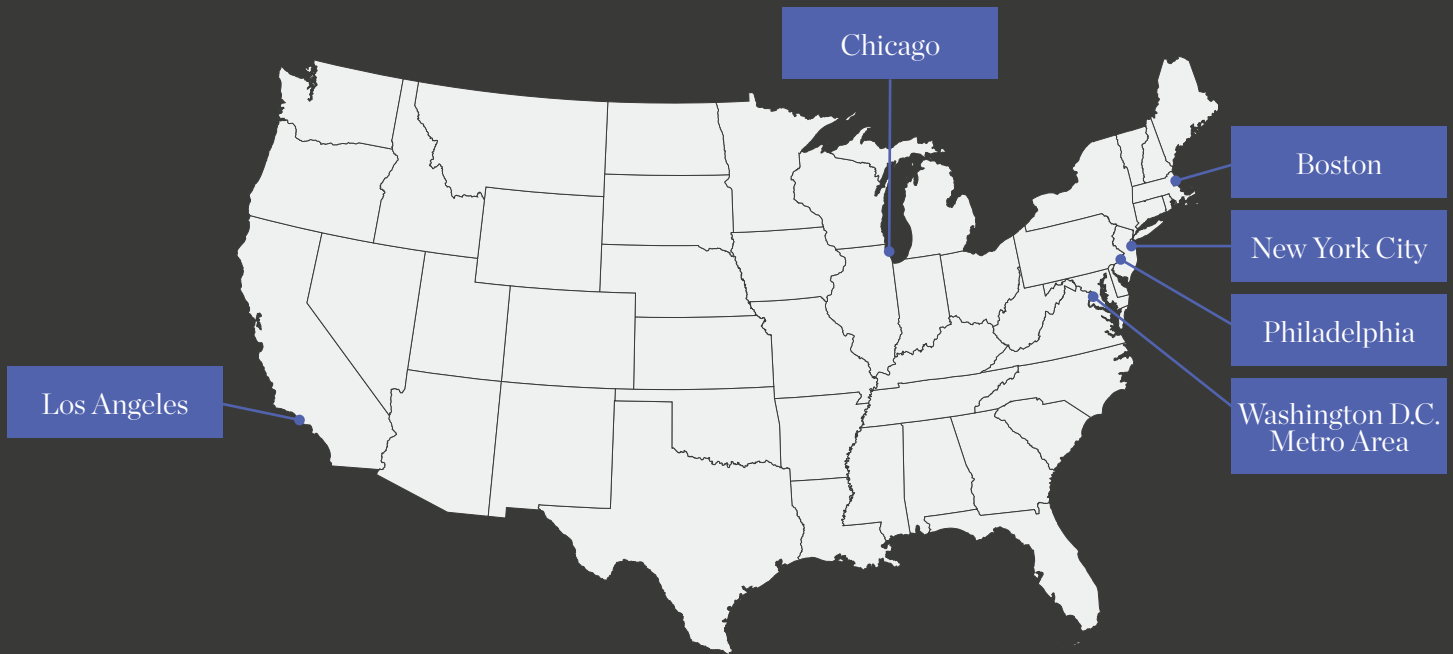 Chicago
Boston
New York City
Philadelphia
Los Angeles
Washington D.C.
Metro Area